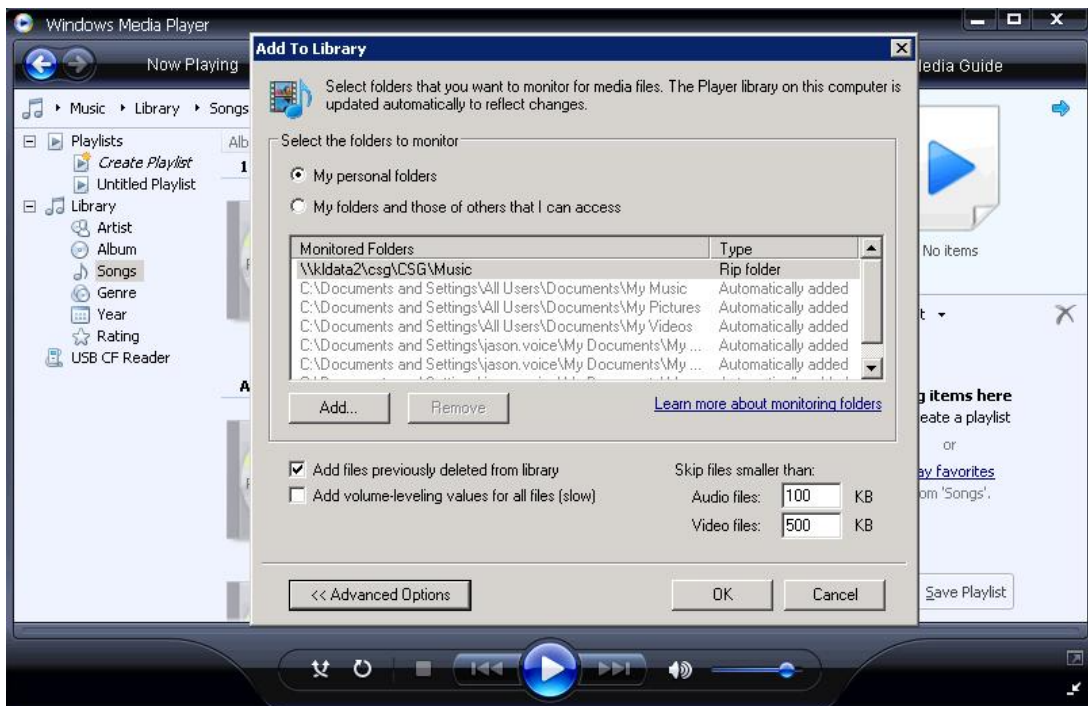 Windows Media Player
Now Playing
Media Guide
Music Library Songs
Playlists
Create Playlist
Untitled Playlist
Library
Artist
Album
Songs
Genre
Year
Rating
USB CF Reader
Alb
1
A
Add To Library
Select folders that you want to monitor for media files. The Player library on this computer is
updated automatically to reflect changes.
Select the folders to monitor
My personal folders
My folders and those of others that I can access
Monitored Folders Type
\\kldata2\csg\CSG\Music Rip folder
C:\Documents and Settings\All Users\Documents\My Music Automatically added
C:\Documents and Settings\All Users\Documents\My Pictures Automatically added
C:\Documents and Settings\All Users\Documents\My Videos Automatically added
C:\Documents and Settings\jason.voice\My Documents\My ... Automatically added
C:\Documents and Settings\jason.voice\My Documents\My ... Automatically added
Add... Remove Learn more about monitoring folders
Add files previously deleted from library
Add volume-leveling values for all files (slow)
Skip files smaller than:
Audio files: 100 KB
Video files: 500 KB
<< Advanced Options OK Cancel
No items
t
g items here
eate a playlist
or
ay favorites
om 'Songs'.
Save Playlist